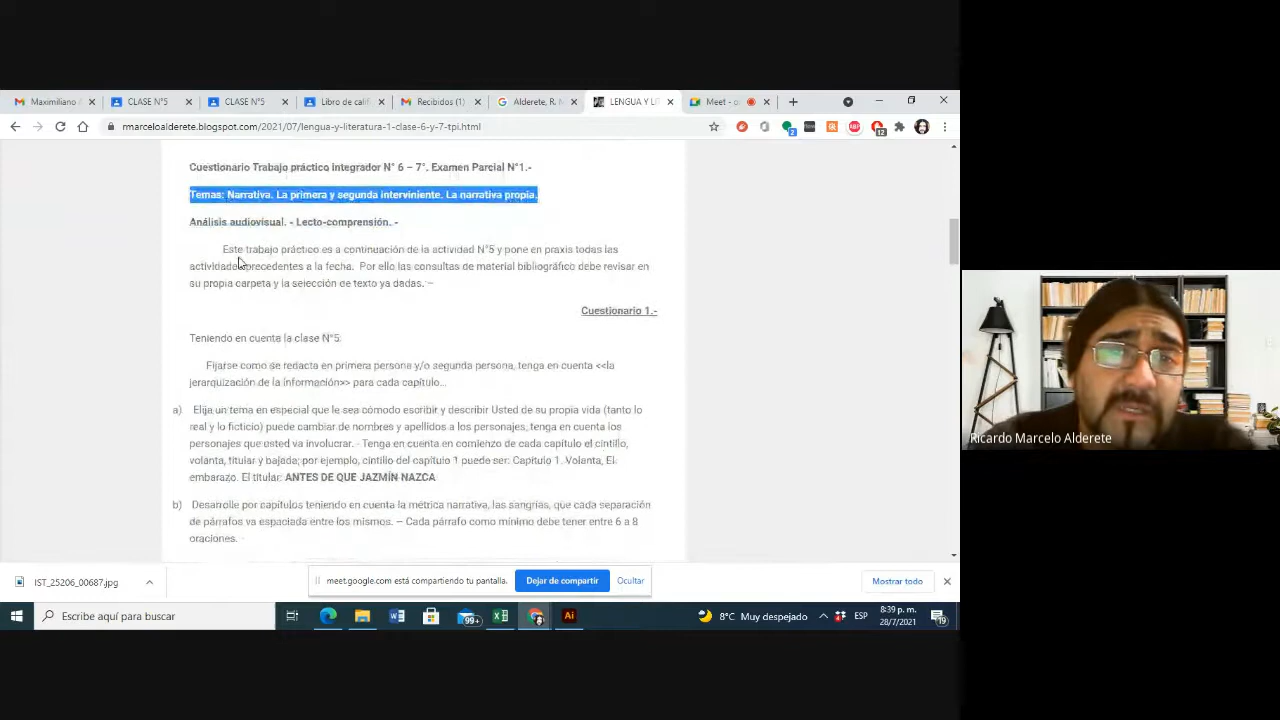 Maximiliano
CLASE N°5
CLASE N°5
Libro de calif
Recibidos (1)
Alderete, R. M
LENGUA Y LIT
Meet - o
rmarceloalderete.blogspot.com/2021/07/lengua-y-literatura-1-clase-6-y-7-tpi.html
Cuestionario Trabajo práctico integrador N° 6 – 7°. Examen Parcial N°1.-
Temas: Narrativa. La primera y segunda interviniente. La narrativa propia.
Análisis audiovisual. - Lecto-comprensión. -
Este trabajo práctico es a continuación de la actividad N°5 y pone en praxis todas las
actividades precedentes a la fecha. Por ello las consultas de material bibliográfico debe revisar en
su propia carpeta y la selección de texto ya dadas. –
Cuestionario 1.-
Teniendo en cuenta la clase N°5:
Fijarse como se redacta en primera persona y/o segunda persona, tenga en cuenta <<la
jerarquización de la información>> para cada capítulo...
a) Elija un tema en especial que le sea cómodo escribir y describir Usted de su propia vida (tanto lo
real y lo ficticio) puede cambiar de nombres y apellidos a los personajes, tenga en cuenta los
personajes que usted va involucrar. - Tenga en cuenta en comienzo de cada capítulo el cintillo,
volanta, titular y bajada; por ejemplo, cintillo del capítulo 1 puede ser: Capítulo 1. Volanta, El
embarazo. El titular: ANTES DE QUE JAZMÍN NAZCA
b) Desarrolle por capítulos teniendo en cuenta la métrica narrativa, las sangrías, que cada separación
de párrafos va espaciada entre los mismos. – Cada párrafo como mínimo debe tener entre 6 a 8
oraciones.
Ricardo Marcelo Alderete
IST_25206_00687.jpg
meet.google.com está compartiendo tu pantalla.
Dejar de compartir
Ocultar
Mostrar todo
Escribe aquí para buscar
99+
8°C Muy despejado
ESP
8:39 p. m.
28/7/2021
19